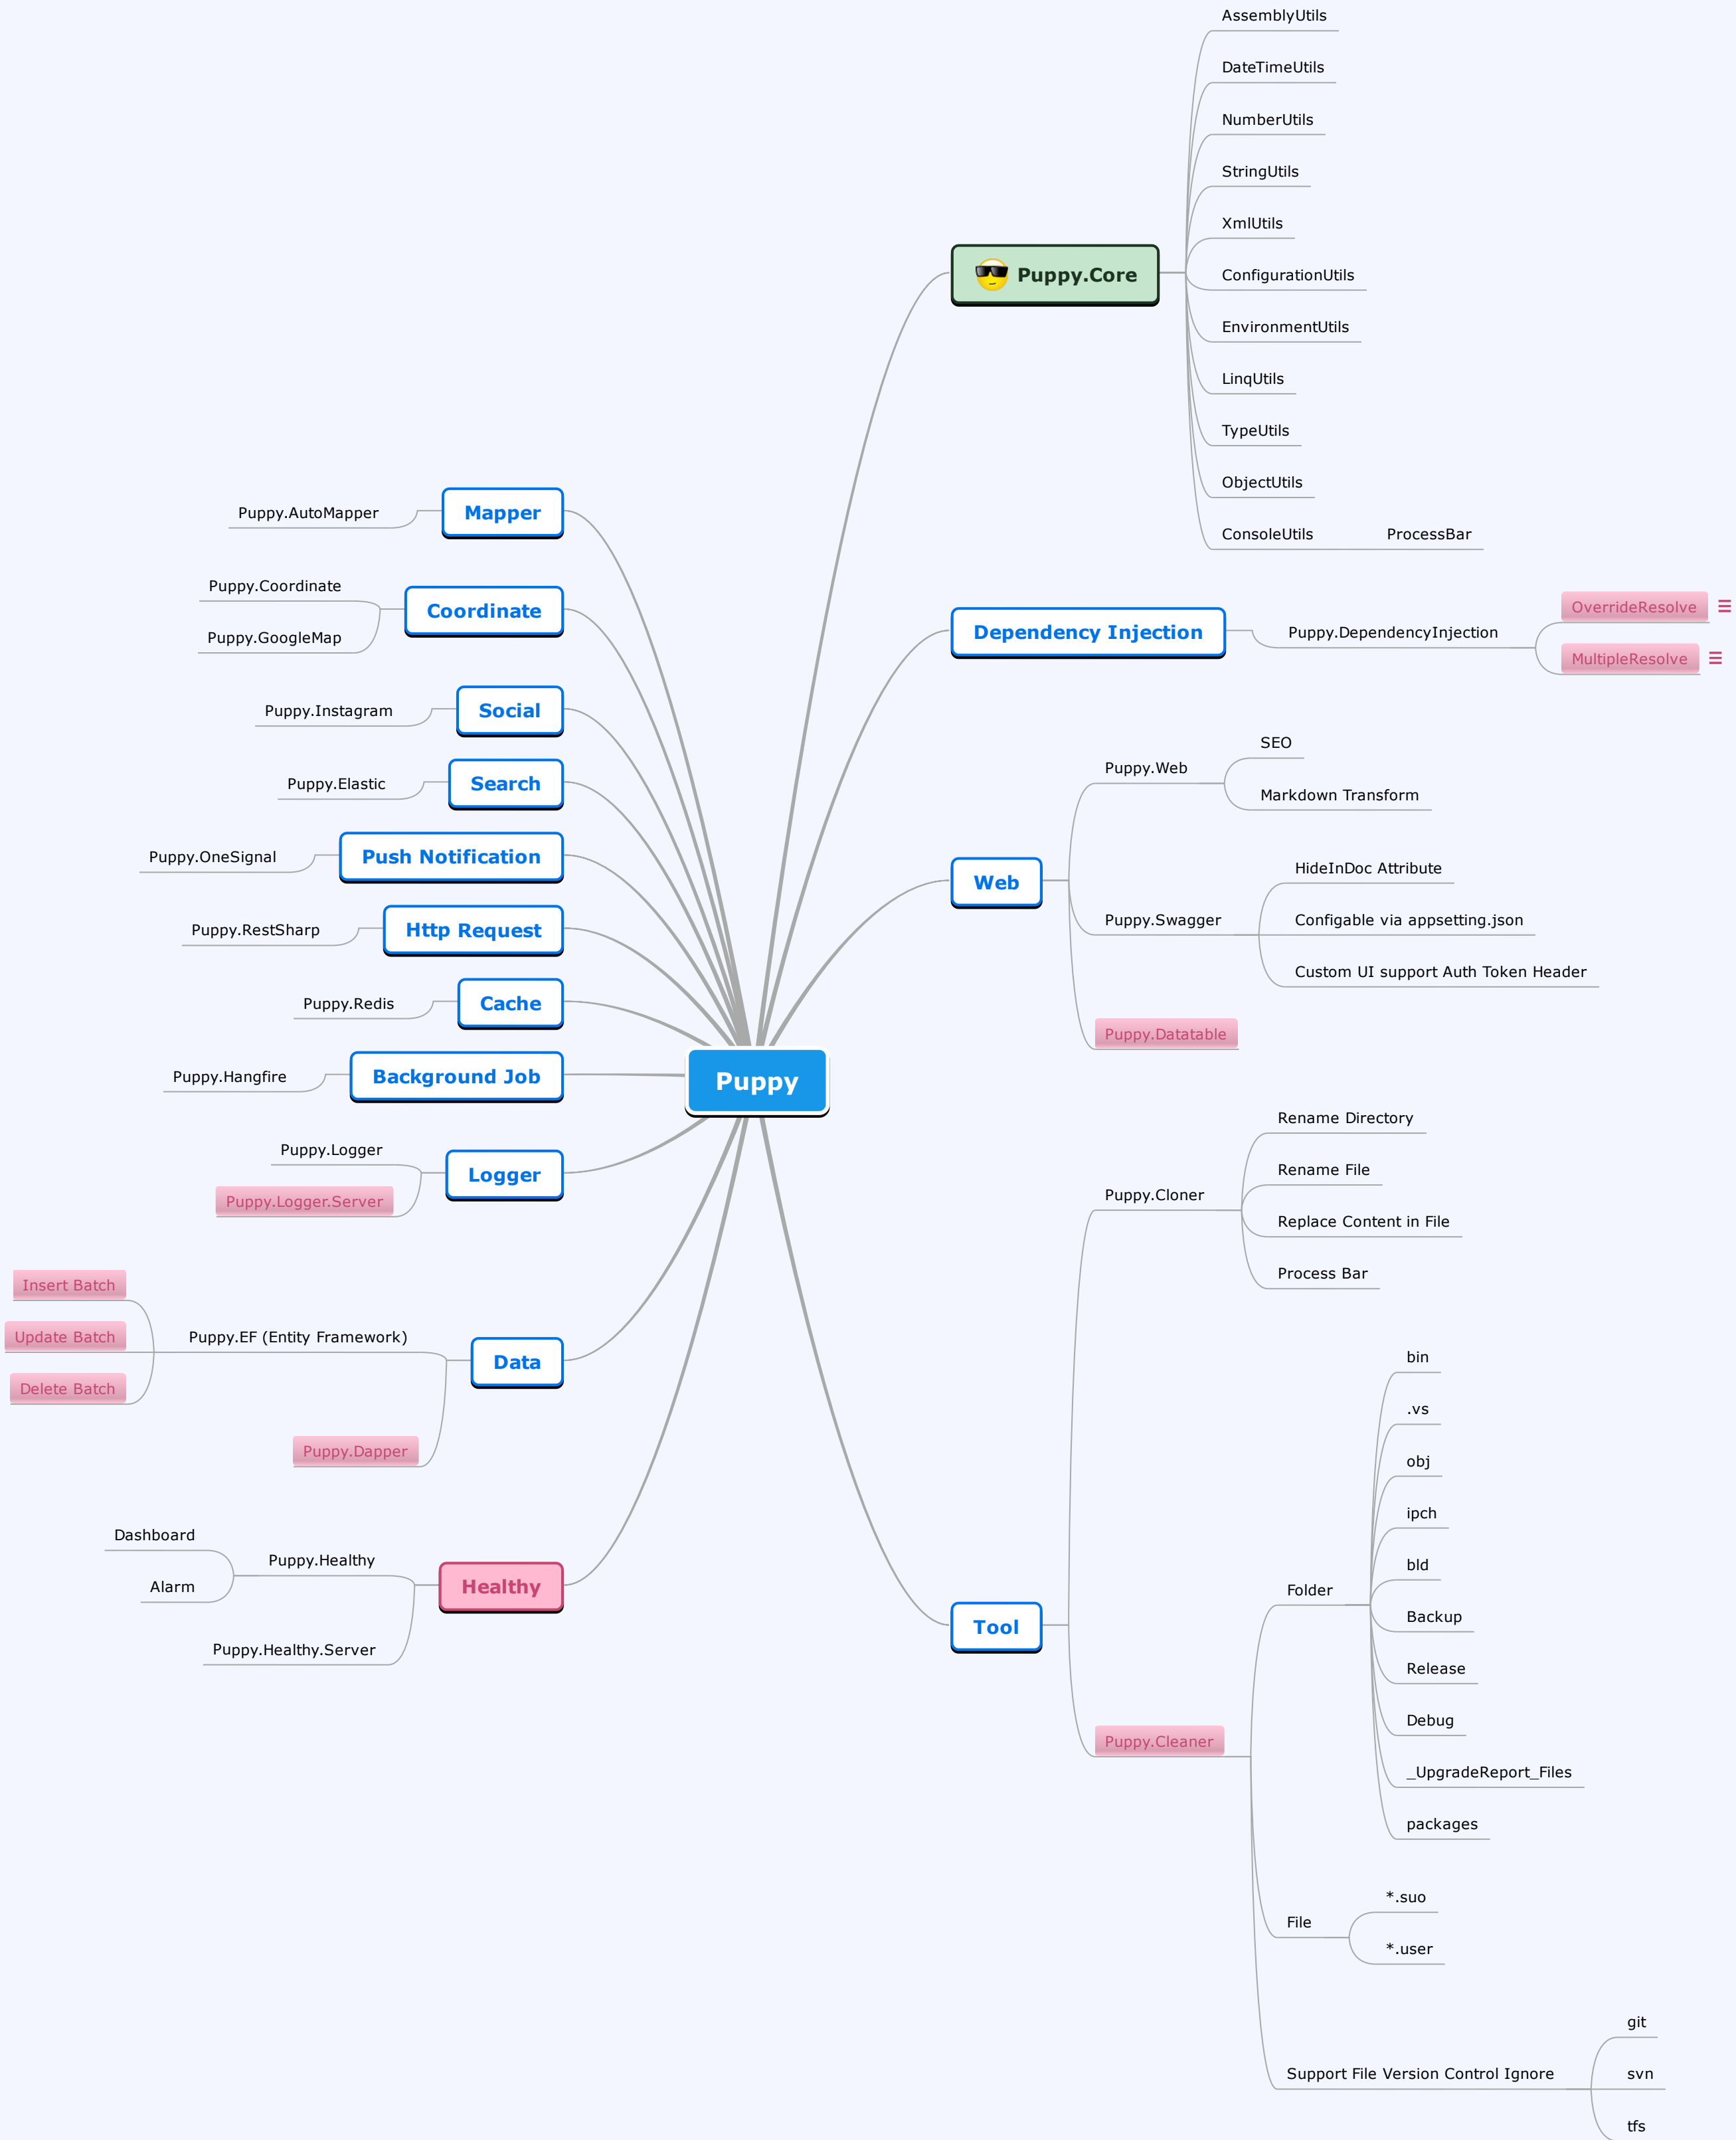 Puppy
Puppy.Core
AssemblyUtils
DateTimeUtils
NumberUtils
StringUtils
XmlUtils
ConfigurationUtils
EnvironmentUtils
LinqUtils
TypeUtils
ObjectUtils
ConsoleUtils
ProcessBar
Dependency Injection
Puppy.DependencyInjection
OverrideResolve
MultipleResolve
Web
Puppy.Web
SEO
Markdown Transform
Puppy.Swagger
HideInDoc Attribute
Configable via appsetting.json
Custom UI support Auth Token Header
Puppy.Datatable
Tool
Puppy.Cloner
Rename Directory
Rename File
Replace Content in File
Process Bar
Puppy.Cleaner
Folder
bin
.vs
obj
ipch
bld
Backup
Release
Debug
_UpgradeReport_Files
packages
File
*.suo
*.user
Support File Version Control Ignore
git
svn
tfs
Mapper
Puppy.AutoMapper
Coordinate
Puppy.Coordinate
Puppy.GoogleMap
Social
Puppy.Instagram
Search
Puppy.Elastic
Push Notification
Puppy.OneSignal
Http Request
Puppy.RestSharp
Cache
Puppy.Redis
Background Job
Puppy.Hangfire
Logger
Puppy.Logger
Puppy.Logger.Server
Data
Puppy.EF (Entity Framework)
Insert Batch
Update Batch
Delete Batch
Puppy.Dapper
Healthy
Puppy.Healthy
Dashboard
Alarm
Puppy.Healthy.Server